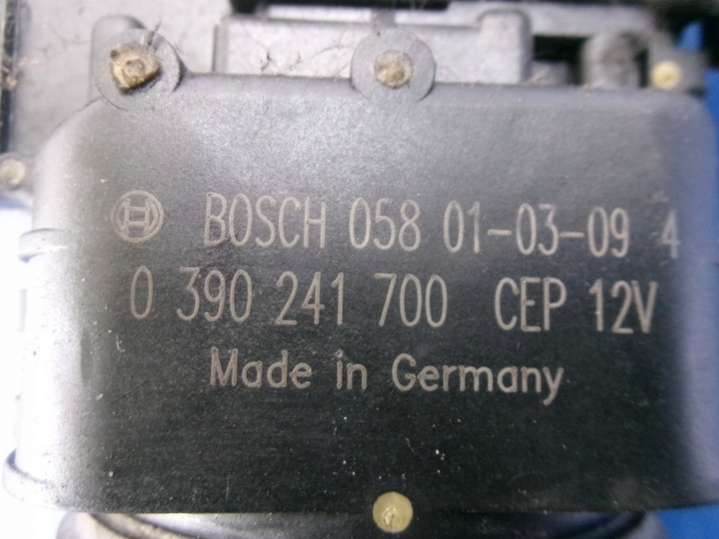 BOSCH 058 01-03-09 4
0 390 241 700 CEP 12V
Made in Germany